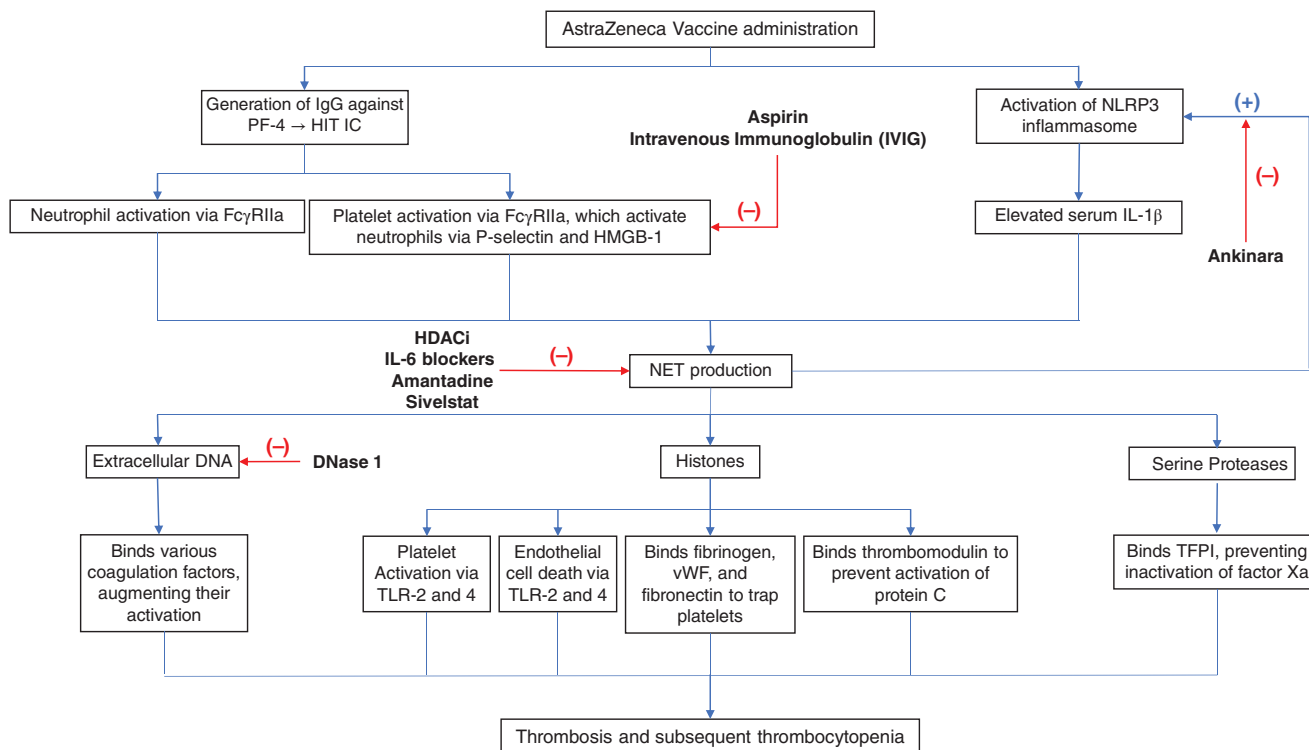 AstraZeneca Vaccine administration
Generation of IgG against
PF-4 → HIT IC
Aspirin
Intravenous Immunoglobulin (IVIG)
Activation of NLRP3
inflammasome
(+)
(–)
Neutrophil activation via FcγRIIa
Platelet activation via FcγRIIa, which activate
neutrophils via P-selectin and HMGB-1
(–)
Elevated serum IL-1β
Ankinara
HDACi
IL-6 blockers
Amantadine
Sivelstat
(–)
NET production
Extracellular DNA
(–)
DNase 1
Histones
Serine Proteases
Binds various
coagulation factors,
augmenting their
activation
Platelet
Activation via
TLR-2 and 4
Endothelial
cell death via
TLR-2 and 4
Binds fibrinogen,
vWF, and
fibronectin to trap
platelets
Binds thrombomodulin to
prevent activation of
protein C
Binds TFPI, preventing
inactivation of factor Xa
Thrombosis and subsequent thrombocytopenia